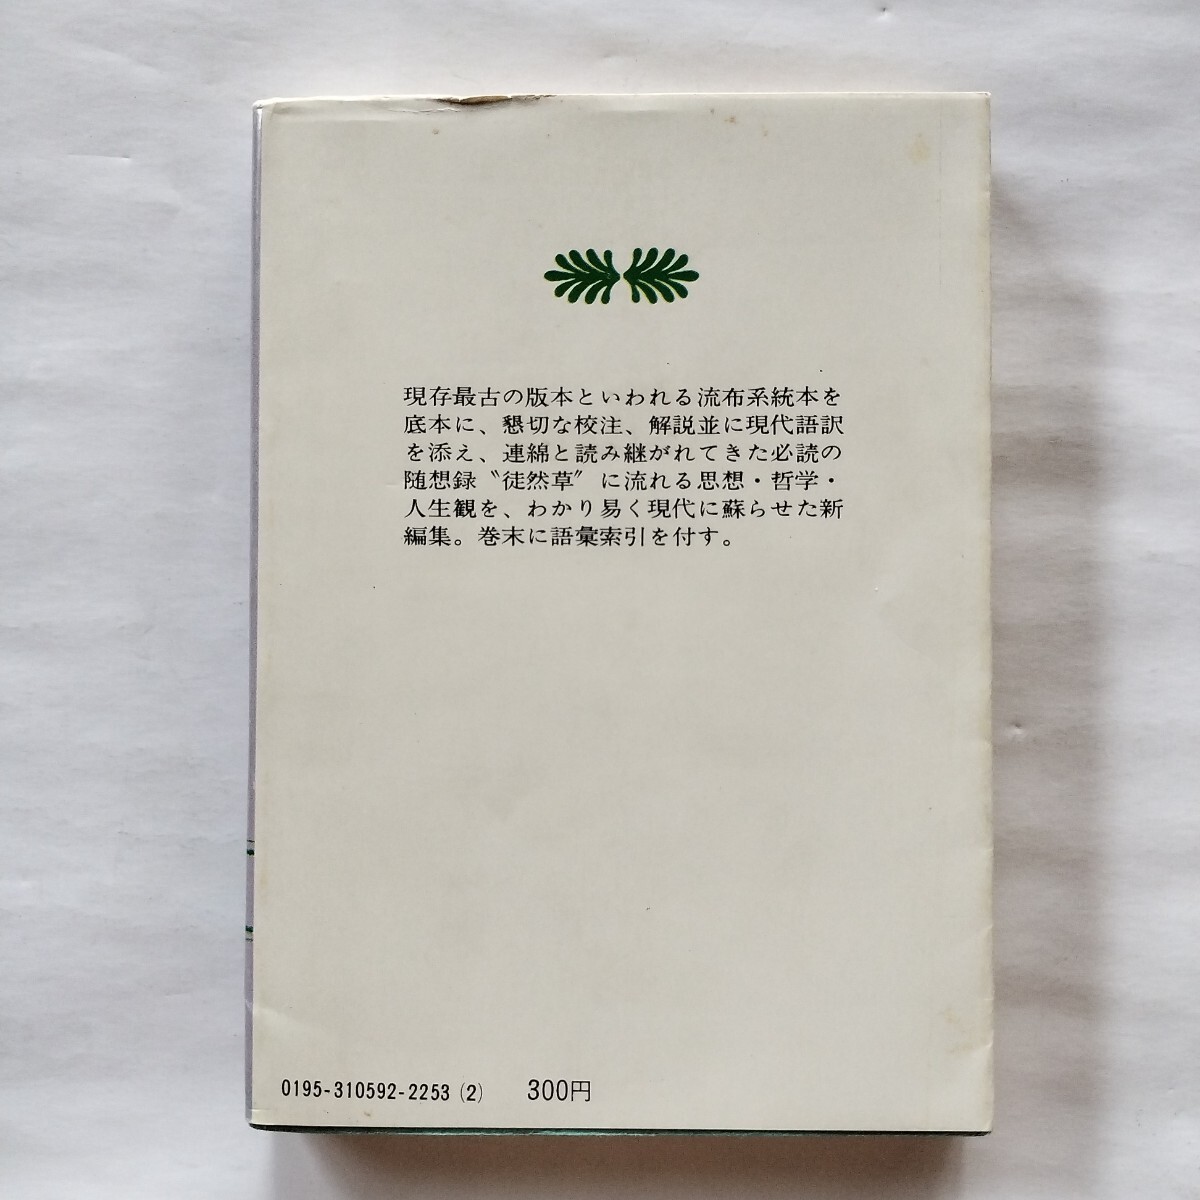 現存最古の版本といわれる流布系統本を
底本に、懇切な校注、解説並に現代語訳
を添え、連綿と読み継がれてきた必読の
随想録〝徒然草〟に流れる思想・哲学・
人生観を、わかり易く現代に蘇らせた新
編集。巻末に語彙索引を付す。
0195-310592-2253(2) 300円